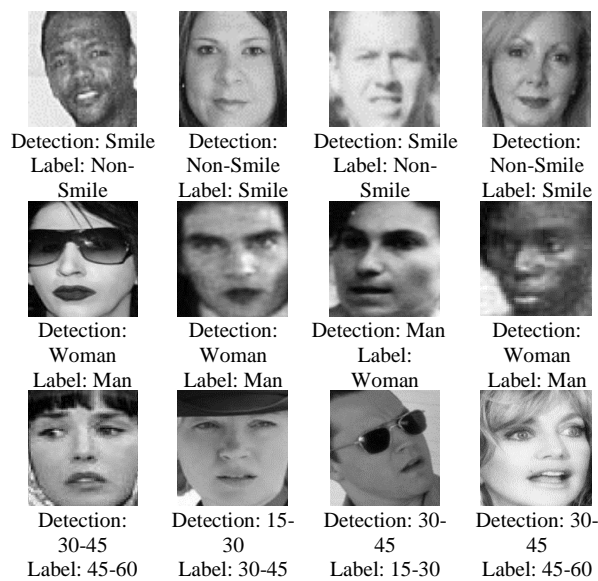 Detection: Smile
Label: Non-
Smile
Detection:
Non-Smile
Label: Smile
Detection: Smile
Label: Non-
Smile
Detection:
Non-Smile
Label: Smile
Detection:
Woman
Label: Man
Detection:
Woman
Label: Man
Detection: Man
Label:
Woman
Detection:
Woman
Label: Man
Detection:
30-45
Label: 45-60
Detection: 15-
30
Label: 30-45
Detection: 30-
45
Label: 15-30
Detection: 30-
45
Label: 45-60